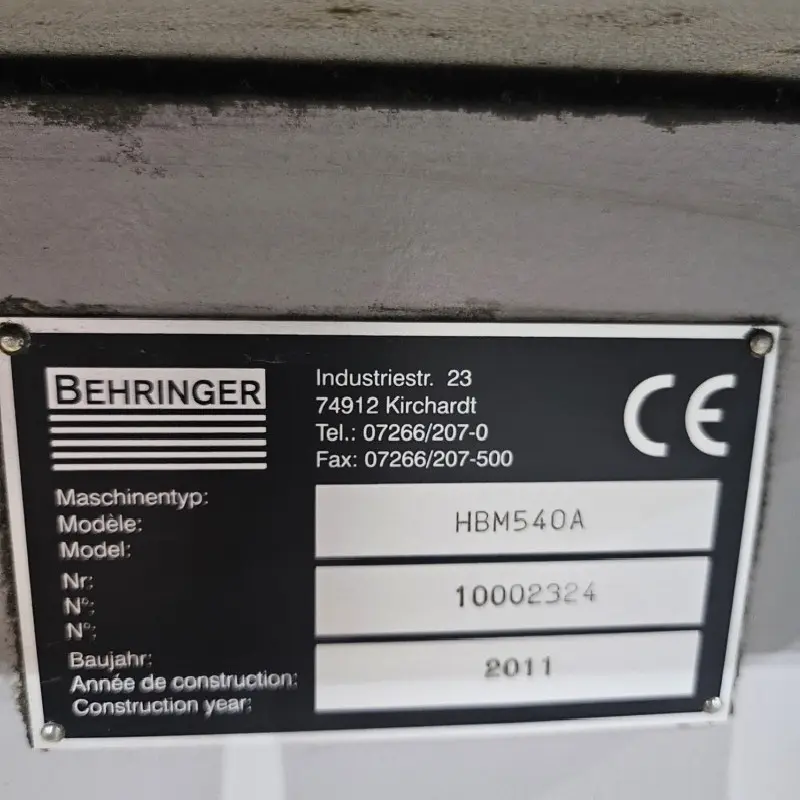 BEHRINGER
Industriestr. 23
74912 Kirchardt
Tel.: 07266/207-0
Fax: 07266/207-500
CE
Maschinentyp:
Modèle:
Model:
HBM540A
Nr:
N°:
N°:
10002324
Baujahr:
Année de construction:
Construction year:
2011